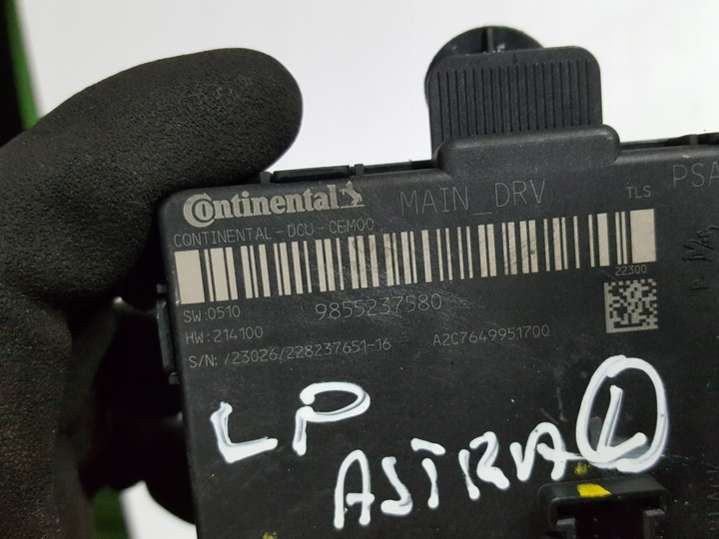 Continental MAIN_DRV TLS PSA
CONTINENTAL-DCU-CEM00
22300
SW:0510 9855237580
HW:214100 A2C7649951700
S/N: /23026/228237651-16
LP
ASTRA L